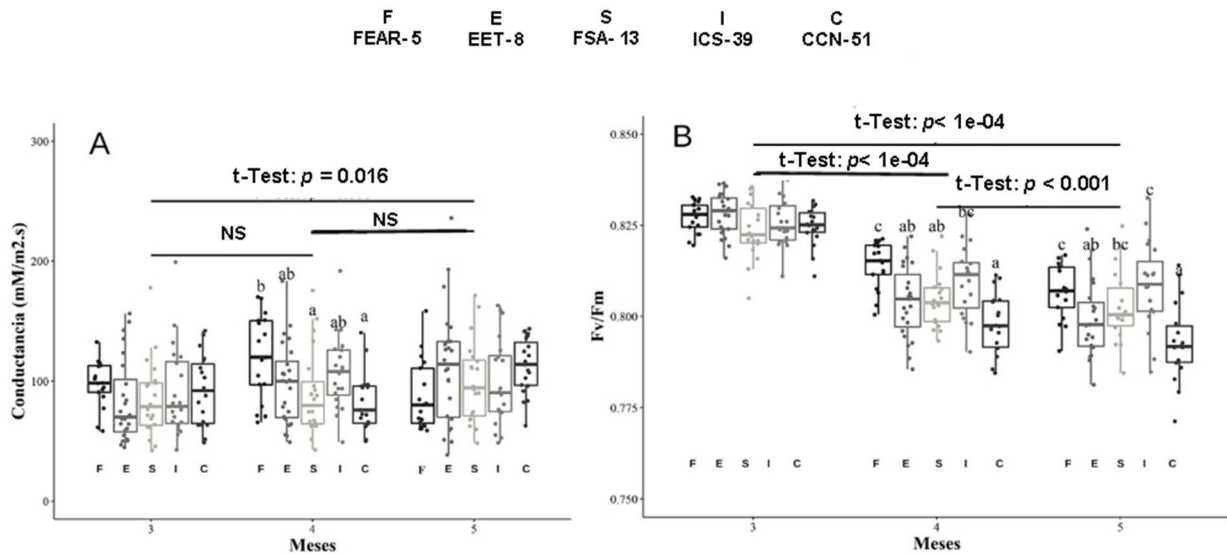 F E S I C
FEAR- 5 EET- 8 FSA- 13 ICS-39 CCN-51
A
Conductancia (mM/m2.s)
300
200
100
0
t-Test: p = 0.016
NS NS
b ab a ab a
F E S I C F E S I C F E S I C
3 4 5
Meses
B
Fv/Fm
0.850
0.825
0.800
0.775
0.750
t-Test: p< 1e-04
t-Test: p< 1e-04
t-Test: p < 0.001
c ab ab bc a c ab bc c a
F E S I C F E S I C F E S I C
3 4 5
Meses